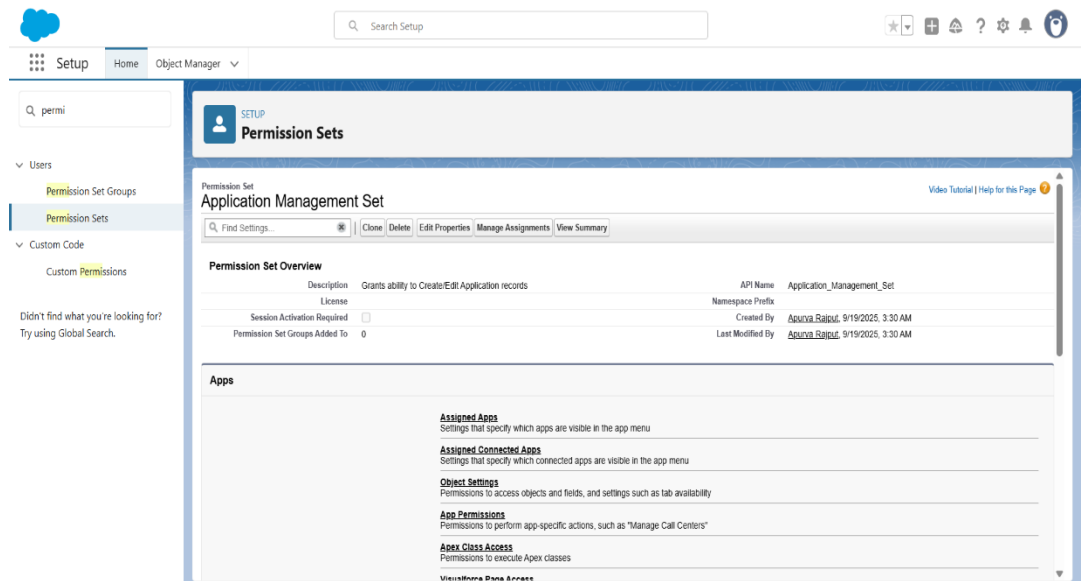 Search Setup
Setup
Home
Object Manager
permi
Users
Permission Set Groups
Permission Sets
Custom Code
Custom Permissions
Didn't find what you're looking for?
Try using Global Search.
SETUP
Permission Sets
Permission Set
Application Management Set
Video Tutorial | Help for this Page
Find Settings... | Clone Delete Edit Properties Manage Assignments View Summary
Permission Set Overview
Description Grants ability to Create/Edit Application records API Name Application_Management_Set
License Namespace Prefix
Session Activation Required Created By Apurva Rajput, 9/19/2025, 3:30 AM
Permission Set Groups Added To 0 Last Modified By Apurva Rajput, 9/19/2025, 3:30 AM
Apps
Assigned Apps
Settings that specify which apps are visible in the app menu
Assigned Connected Apps
Settings that specify which connected apps are visible in the app menu
Object Settings
Permissions to access objects and fields, and settings such as tab availability
App Permissions
Permissions to perform app-specific actions, such as "Manage Call Centers"
Apex Class Access
Permissions to execute Apex classes
Visualforce Page Access